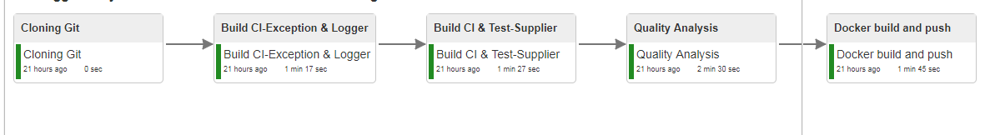 Cloning Git
Cloning Git
21 hours ago 0 sec
Build CI-Exception & Logger
Build CI-Exception & Logger
21 hours ago 1 min 17 sec
Build CI & Test-Supplier
Build CI & Test-Supplier
21 hours ago 1 min 27 sec
Quality Analysis
Quality Analysis
21 hours ago 2 min 30 sec
Docker build and push
Docker build and push
21 hours ago 1 min 45 sec